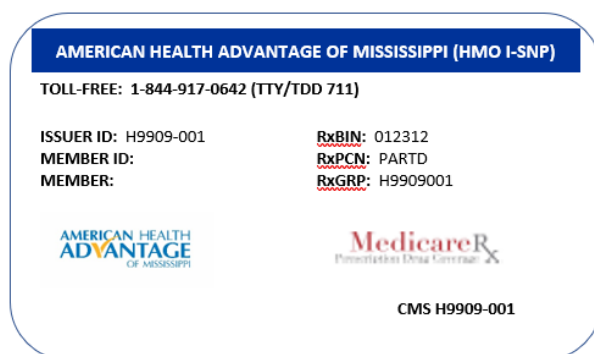 AMERICAN HEALTH ADVANTAGE OF MISSISSIPPI (HMO I-SNP)
TOLL-FREE: 1-844-917-0642 (TTY/TDD 711)
ISSUER ID: H9909-001
MEMBER ID:
MEMBER:
RxBIN: 012312
RxPCN: PARTD
RxGRP: H9909001
AMERICAN HEALTH
ADVANTAGE
OF MISSISSIPPI
MedicareRx
Prescription Drug Coverage
CMS H9909-001